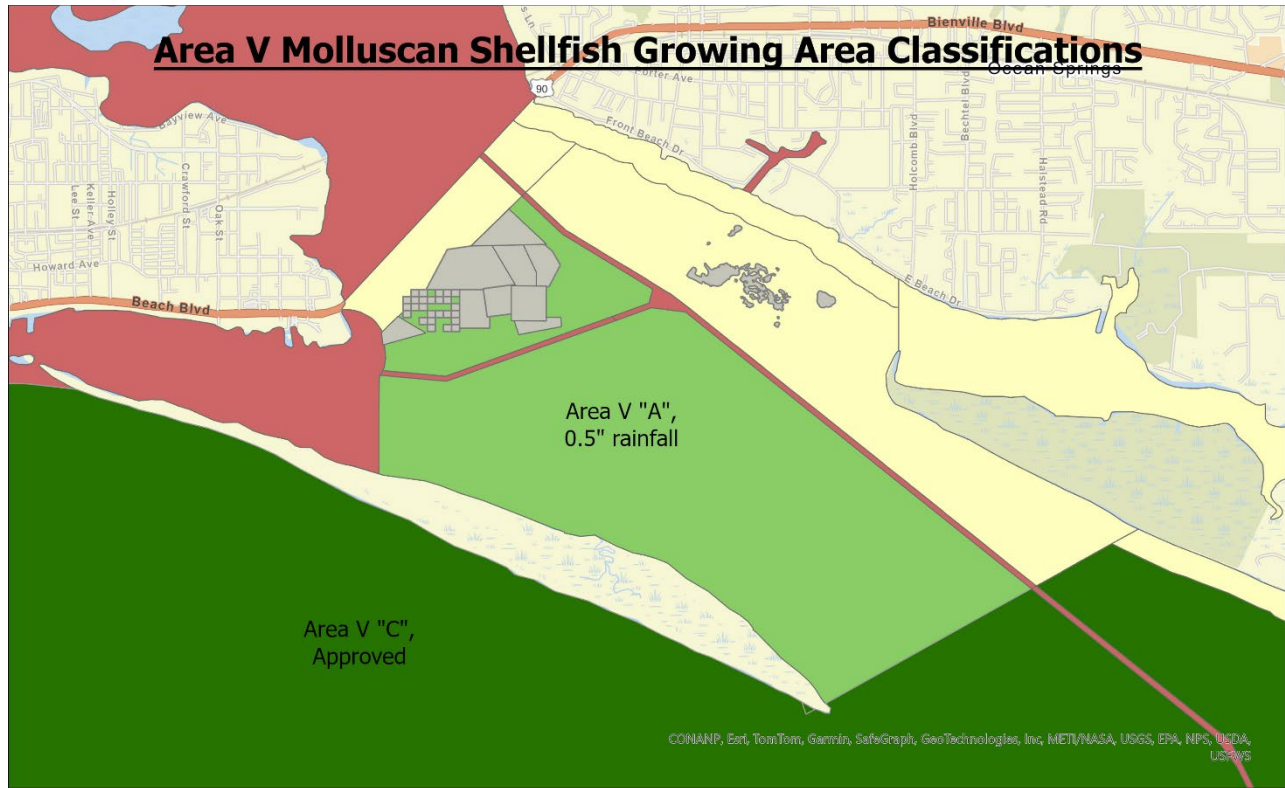 Area V Molluscan Shellfish Growing Area Classifications
Bienville Blvd
Ocean Springs
Porter Ave
90
Bayview Ave
Front Beach Dr
Holcomb Blvd
Bechtel Blvd
Halstead Rd
Lee St
Keller Ave
Holley St
Crawford St
Oak St
Howard Ave
Beach Blvd
E Beach Dr
Area V "A",
0.5" rainfall
Area V "C",
Approved
CONANP, Esri, TomTom, Garmin, SafeGraph, GeoTechnologies, Inc, METI/NASA, USGS, EPA, NPS, USDA,
USFWS